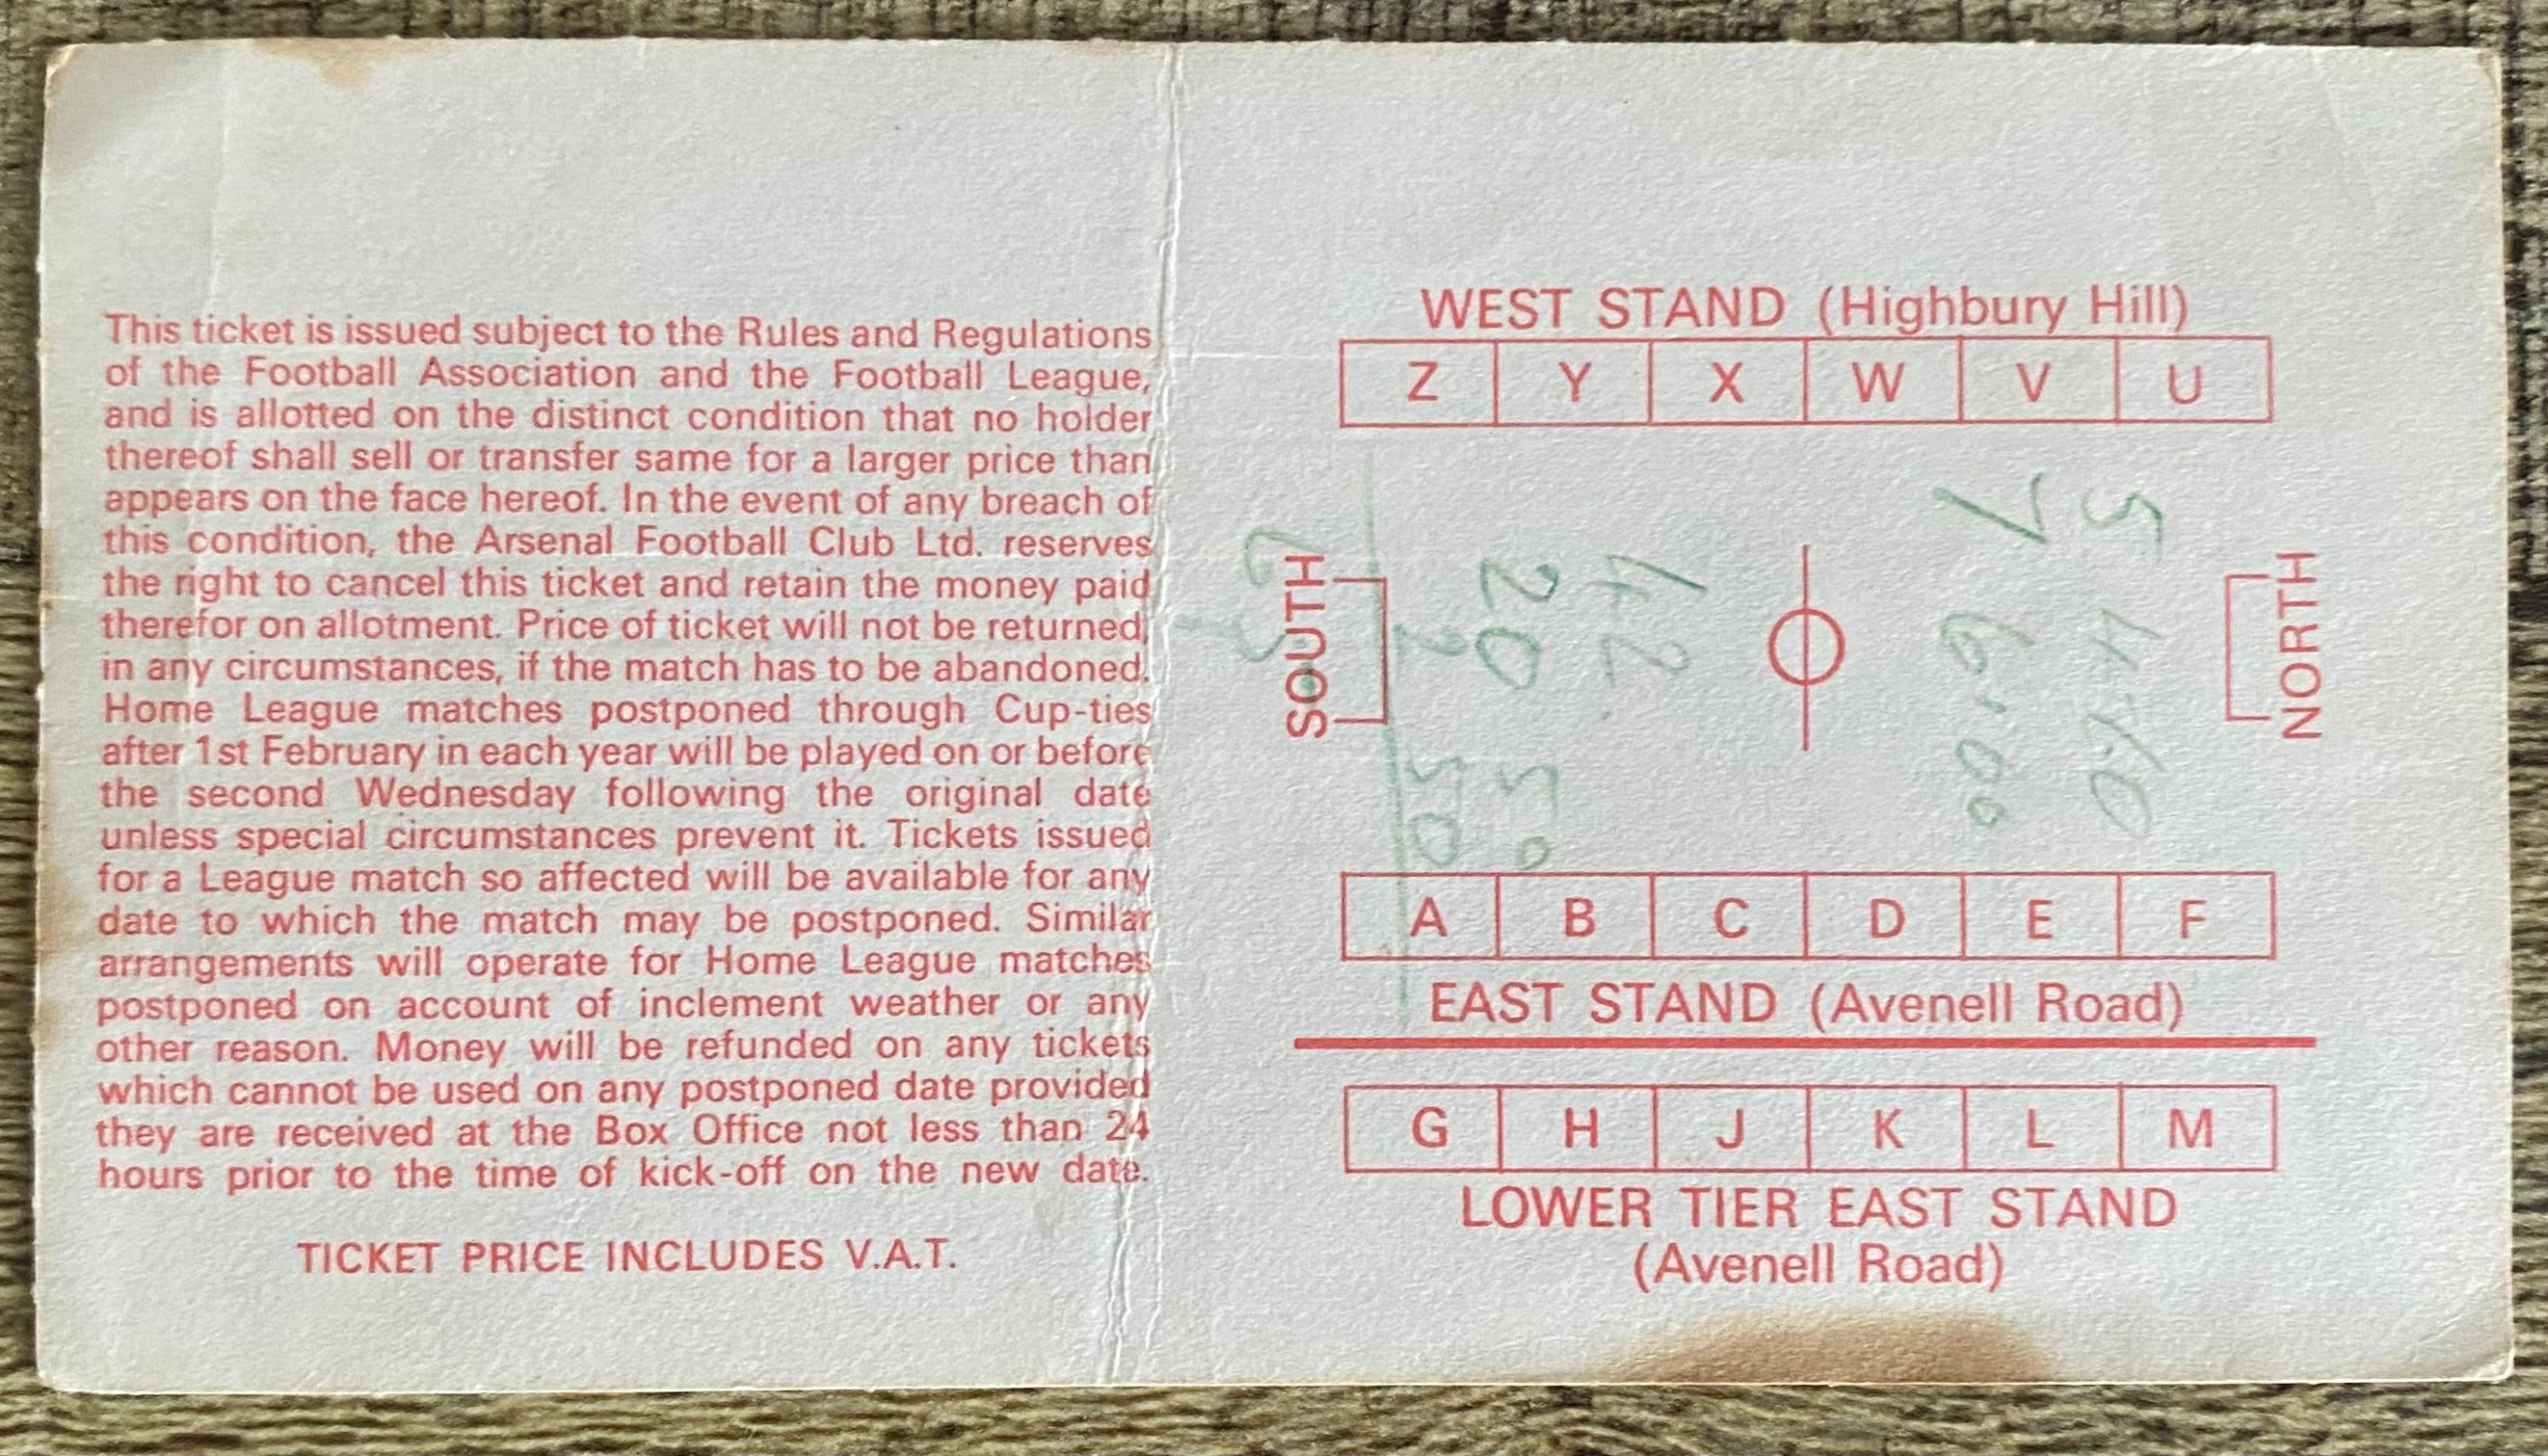 This ticket is issued subject to the Rules and Regulations
of the Football Association and the Football League,
and is allotted on the distinct condition that no holder
thereof shall sell or transfer same for a larger price than
appears on the face hereof. In the event of any breach of
this condition, the Arsenal Football Club Ltd. reserves
the right to cancel this ticket and retain the money paid
therefor on allotment. Price of ticket will not be returned,
in any circumstances, if the match has to be abandoned.
Home League matches postponed through Cup-ties
after 1st February in each year will be played on or before
the second Wednesday following the original date
unless special circumstances prevent it. Tickets issued
for a League match so affected will be available for any
date to which the match may be postponed. Similar
arrangements will operate for Home League matches
postponed on account of inclement weather or any
other reason. Money will be refunded on any tickets
which cannot be used on any postponed date provided
they are received at the Box Office not less than 24
hours prior to the time of kick-off on the new date.
TICKET PRICE INCLUDES V.A.T.
WEST STAND (Highbury Hill)
Z Y X W V U
SOUTH
NORTH
42
20 50
A B C D E F
EAST STAND (Avenell Road)
G H J K L M
LOWER TIER EAST STAND
(Avenell Road)